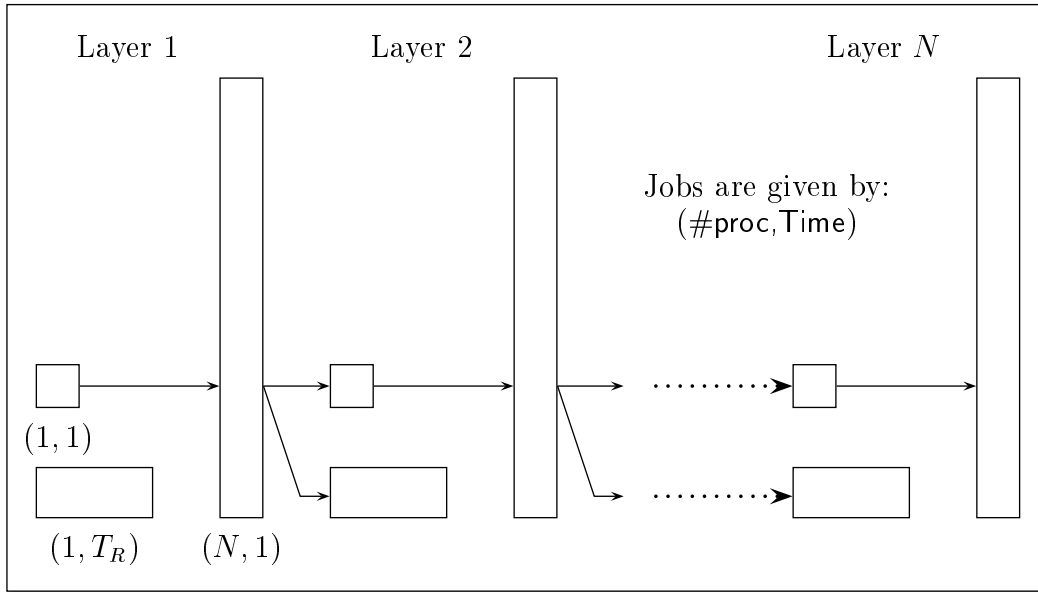 Layer 1
Layer 2
Layer N
Jobs are given by:
(#proc,Time)
(1, 1)
(1, T_R)
(N, 1)